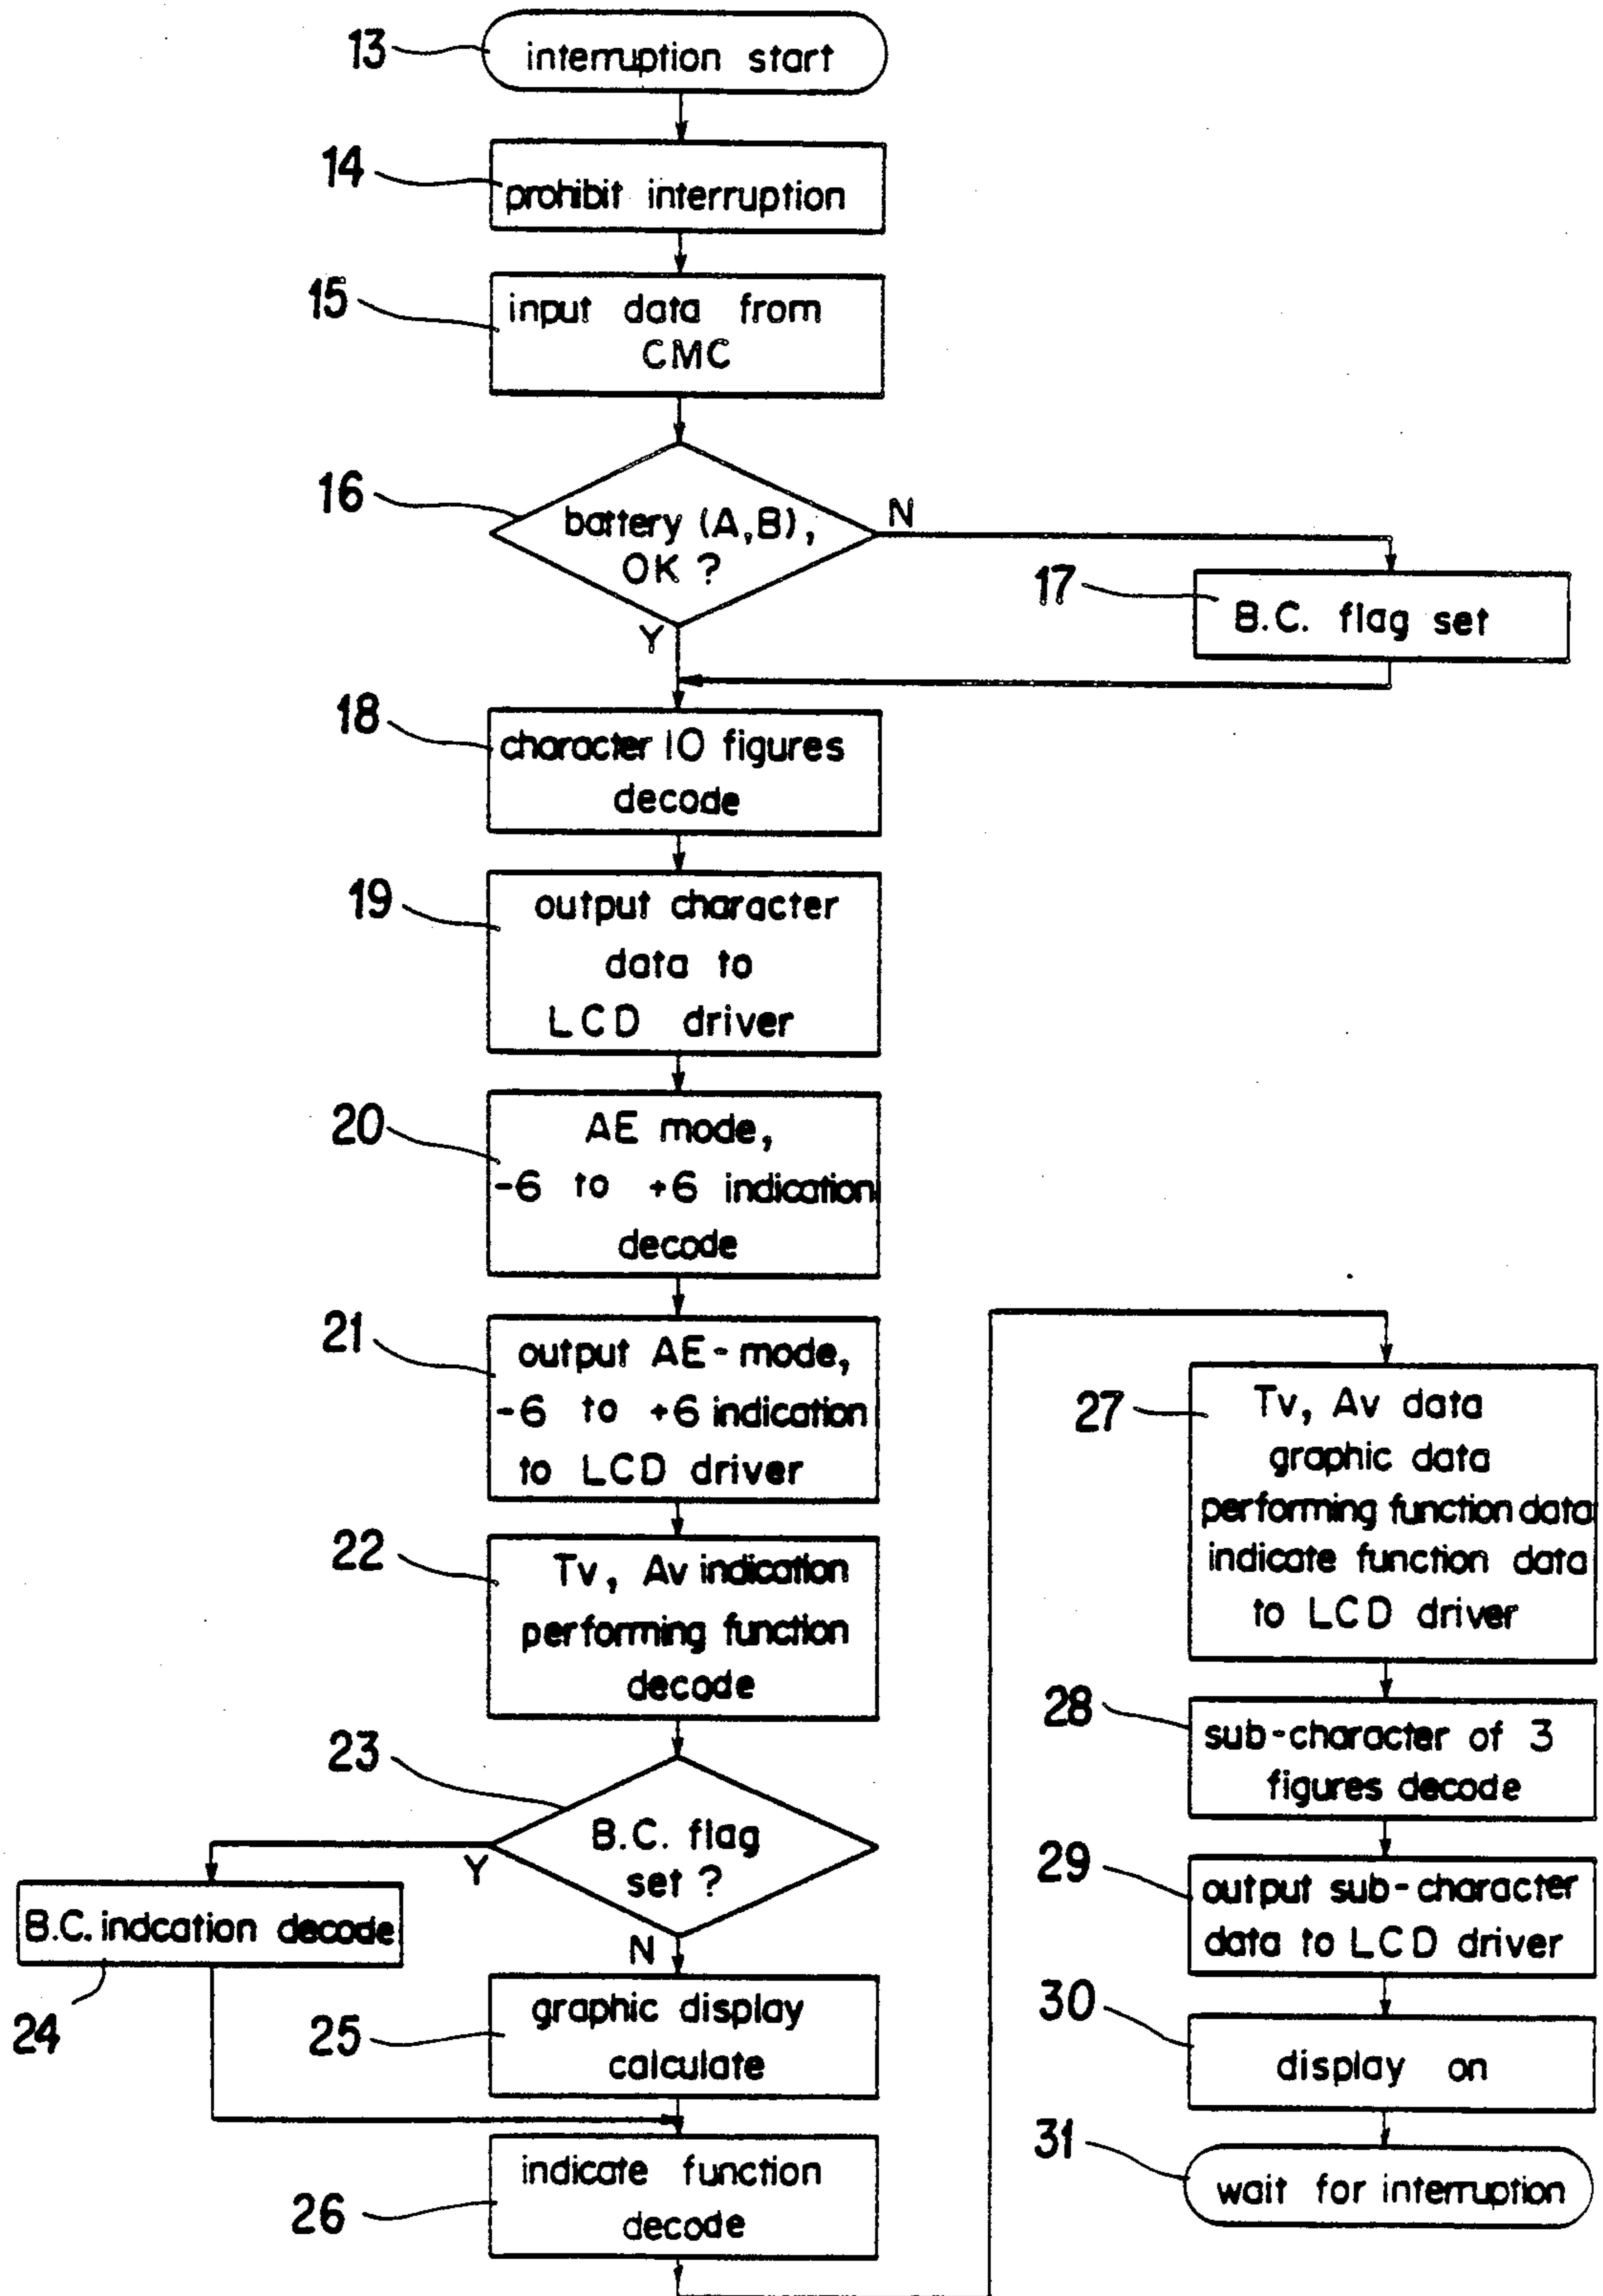 13
interruption start
14
prohibit interruption
15
input data from
CMC
16
battery (A,B),
OK ?
N
Y
17
B.C. flag set
18
character 10 figures
decode
19
output character
data to
LCD driver
20
AE mode,
-6 to +6 indication
decode
21
output AE-mode,
-6 to +6 indication
to LCD driver
22
Tv, Av indication
performing function
decode
23
B.C. flag
set ?
Y
N
B.C. indcation decode
24
25
graphic display
calculate
26
indicate function
decode
27
Tv, Av data
graphic data
performing function data
indicate function data
to LCD driver
28
sub-character of 3
figures decode
29
output sub-character
data to LCD driver
30
display on
31
wait for interruption